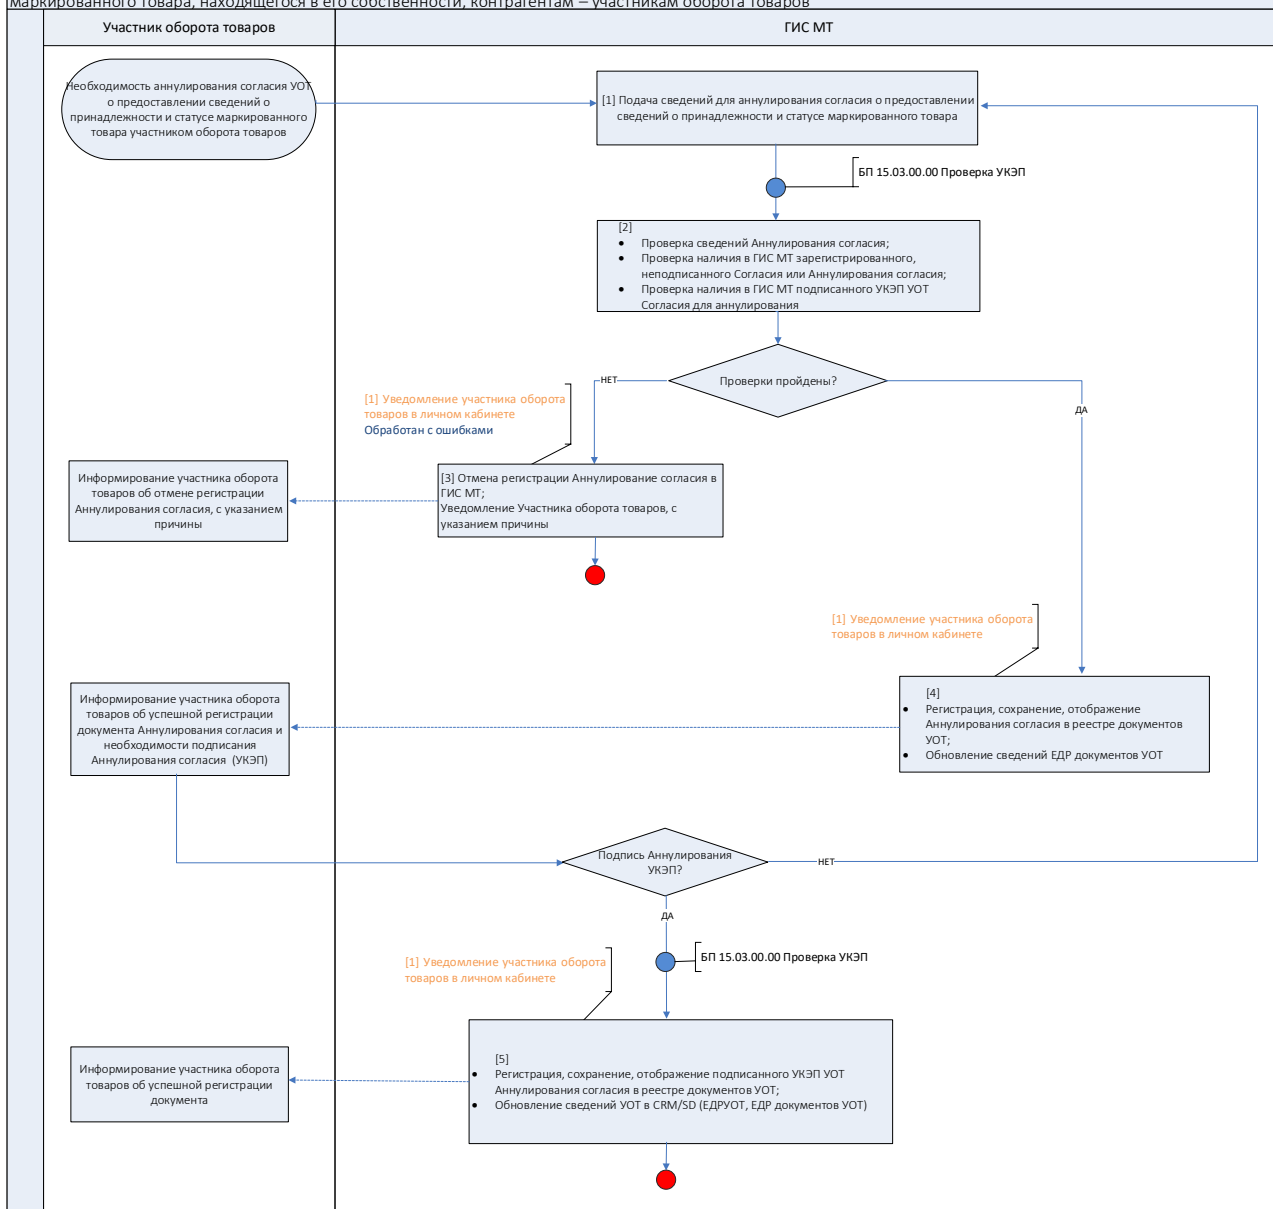 маркированного товара, находящегося в его собственности, контрагентам – участникам оборота товаров
Участник оборота товаров
ГИС МТ
Необходимость аннулирования согласия УОТ
о предоставлении сведений о
принадлежности и статусе маркированного
товара участником оборота товаров
[1] Подача сведений для аннулирования согласия о предоставлении
сведений о принадлежности и статусе маркированного товара
БП 15.03.00.00 Проверка УКЭП
[2]
• Проверка сведений Аннулирования согласия;
• Проверка наличия в ГИС МТ зарегистрированного,
неподписанного Согласия или Аннулирования согласия;
• Проверка наличия в ГИС МТ подписанного УКЭП УОТ
Согласия для аннулирования
Проверки пройдены?
НЕТ
ДА
[1] Уведомление участника оборота
товаров в личном кабинете
Обработан с ошибками
[3] Отмена регистрации Аннулирование согласия в
ГИС МТ;
Уведомление Участника оборота товаров, с
указанием причины
Информирование участника оборота
товаров об отмене регистрации
Аннулирования согласия, с указанием
причины
[1] Уведомление участника оборота
товаров в личном кабинете
[4]
• Регистрация, сохранение, отображение
Аннулирования согласия в реестре документов
УОТ;
• Обновление сведений ЕДР документов УОТ
Информирование участника оборота
товаров об успешной регистрации
документа Аннулирования согласия и
необходимости подписания
Аннулирования согласия (УКЭП)
Подпись Аннулирования
УКЭП?
НЕТ
ДА
БП 15.03.00.00 Проверка УКЭП
[1] Уведомление участника оборота
товаров в личном кабинете
[5]
• Регистрация, сохранение, отображение подписанного УКЭП УОТ
Аннулирования согласия в реестре документов УОТ;
• Обновление сведений УОТ в CRM/SD (ЕДРУОТ, ЕДР документов УОТ)
Информирование участника оборота
товаров об успешной регистрации
документа